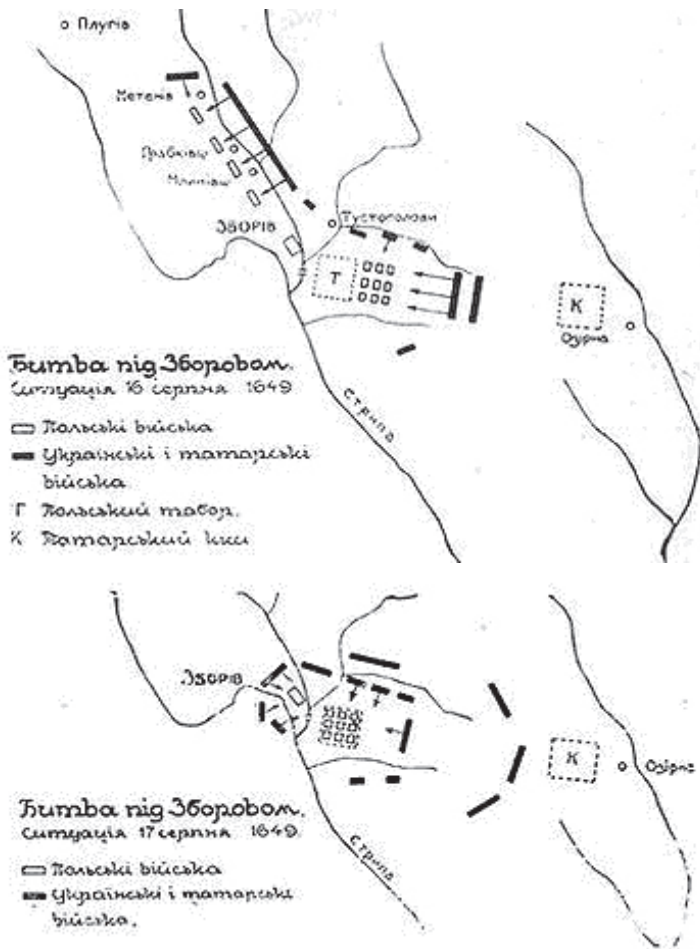 Плугів
Метенів
Грабківці
Млинівці
ЗБОРІВ
Тустоголови
Т
К
Озірна
Битва під Зборовом.
Ситуація 16 серпня 1649
СТРИПА
Польські війська
Українські і татарські
війська.
Т Польський табор.
К Татарський кіш
ЗБОРІВ
К
Озірна
Битва під Зборовом.
Ситуація 17 серпня 1649.
СТРИПА
Польські війська
Українські і татарські
війська.